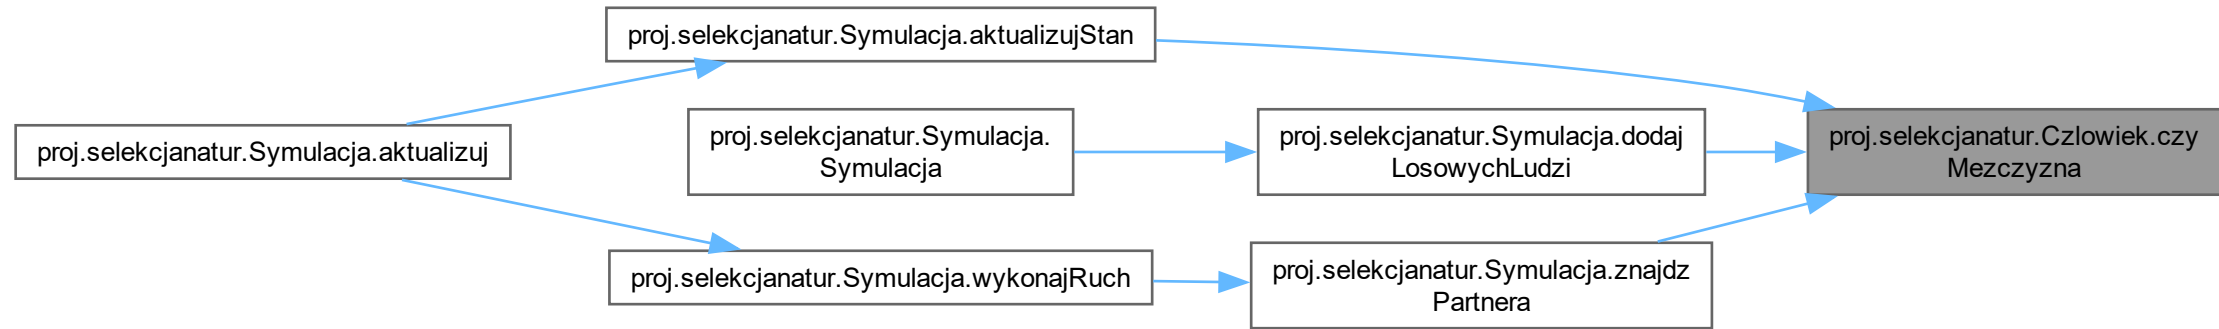 proj.selekcjanatur.Symulacja.aktualizujStan
proj.selekcjanatur.Symulacja.aktualizuj
proj.selekcjanatur.Symulacja.
Symulacja
proj.selekcjanatur.Symulacja.dodaj
LosowychLudzi
proj.selekcjanatur.Czlowiek.czy
Mezczyzna
proj.selekcjanatur.Symulacja.wykonajRuch
proj.selekcjanatur.Symulacja.znajdz
Partnera